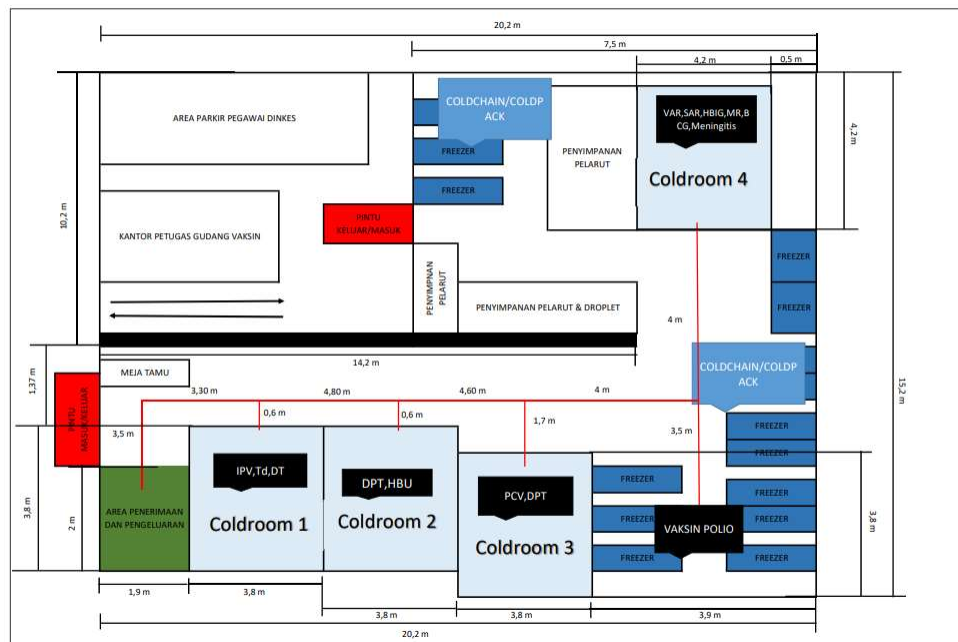 20,2 m
7,5 m
4,2 m
0,5 m
AREA PARKIR PEGAWAI DINKES
COLDCHAIN/COLDP
ACK
FREEZER
FREEZER
PENYIMPANAN
PELARUT
VAR,SAR,HBIG,MR,B
CG,Meningitis
Coldroom 4
4,2 m
10,2 m
KANTOR PETUGAS GUDANG VAKSIN
PINTU
KELUAR/MASUK
PENYIMPNAN
PELARUT
PENYIMPANAN PELARUT & DROPLET
FREEZER
FREEZER
4 m
14,2 m
1,37 m
MEJA TAMU
COLDCHAIN/COLDP
ACK
15,2 m
PINTU
MASUK/KELUAR
3,30 m
4,80 m
4,60 m
4 m
0,6 m
0,6 m
1,7 m
3,5 m
3,5 m
FREEZER
FREEZER
3,8 m
2 m
AREA PENERIMAAN
DAN PENGELUARAN
IPV,Td,DT
Coldroom 1
DPT,HBU
Coldroom 2
PCV,DPT
Coldroom 3
FREEZER
FREEZER
FREEZER
VAKSIN POLIO
FREEZER
FREEZER
FREEZER
3,8 m
1,9 m
3,8 m
3,8 m
3,8 m
3,9 m
20,2 m